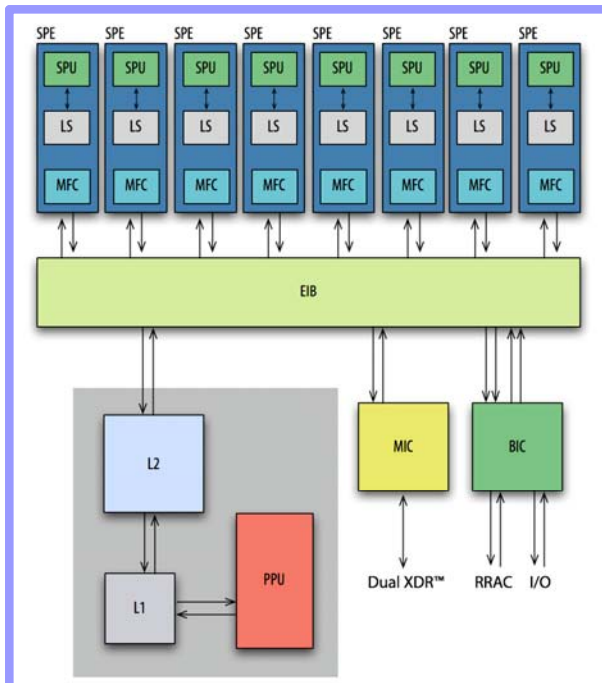 SPE SPE SPE SPE SPE SPE SPE SPE
SPU SPU SPU SPU SPU SPU SPU SPU
LS LS LS LS LS LS LS LS
MFC MFC MFC MFC MFC MFC MFC MFC
EIB
L2 MIC BIC
L1 PPU
Dual XDR™ RRAC I/O